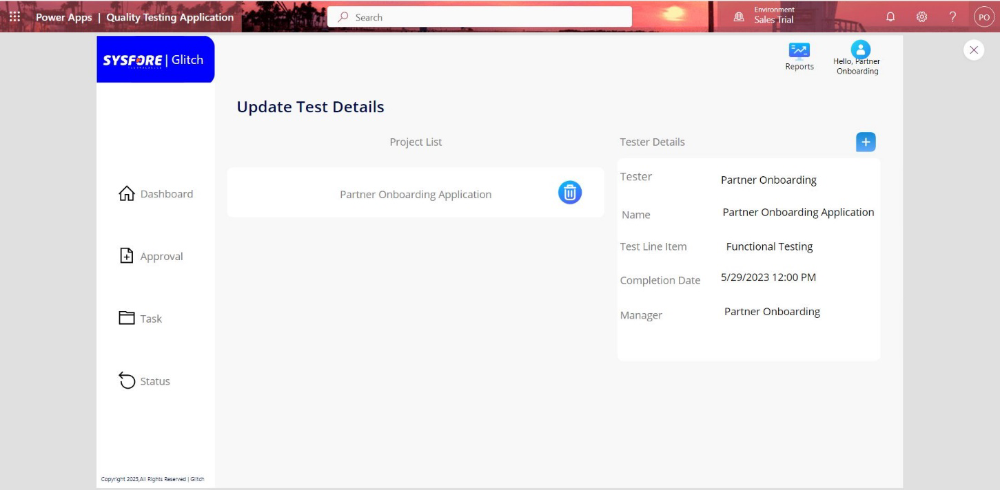 Power Apps | Quality Testing Application
Search
Environment
Sales Trial
?
PO
SYSFORE | Glitch
Reports
Hello, Partner
Onboarding
Update Test Details
Project List
Tester Details
+
Partner Onboarding Application
Tester Partner Onboarding
Name Partner Onboarding Application
Test Line Item Functional Testing
Completion Date 5/29/2023 12:00 PM
Manager Partner Onboarding
Dashboard
Approval
Task
Status
Copyright 2023,All Rights Reserved | Glitch